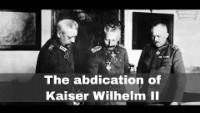 The abdication of
Kaiser Wilhelm II